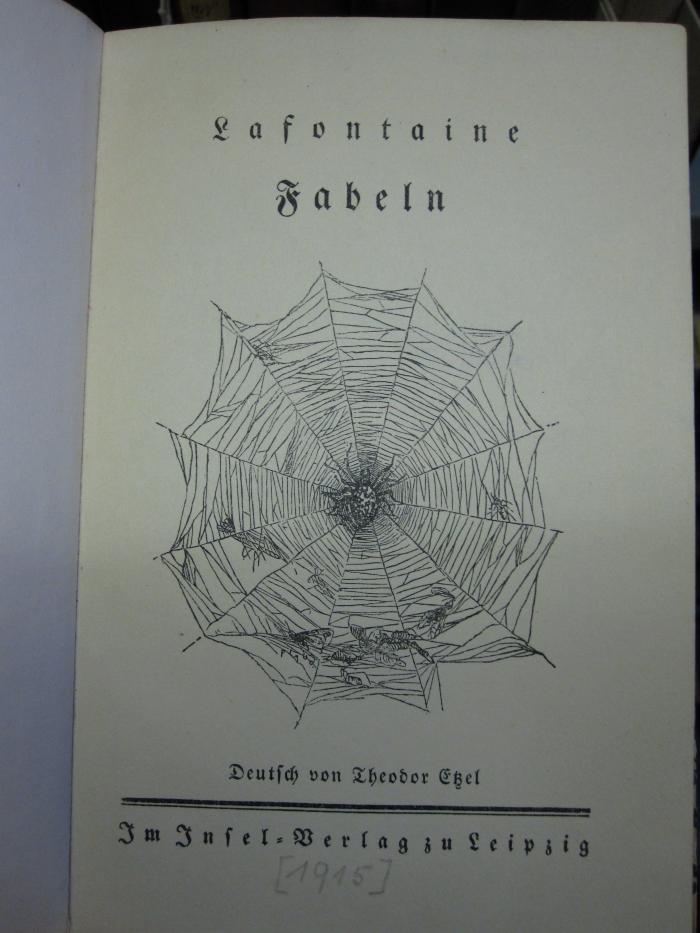 Lafontaine
Fabeln
Deutsch von Theodor Etzel
Im Insel-Verlag zu Leipzig
[1915]